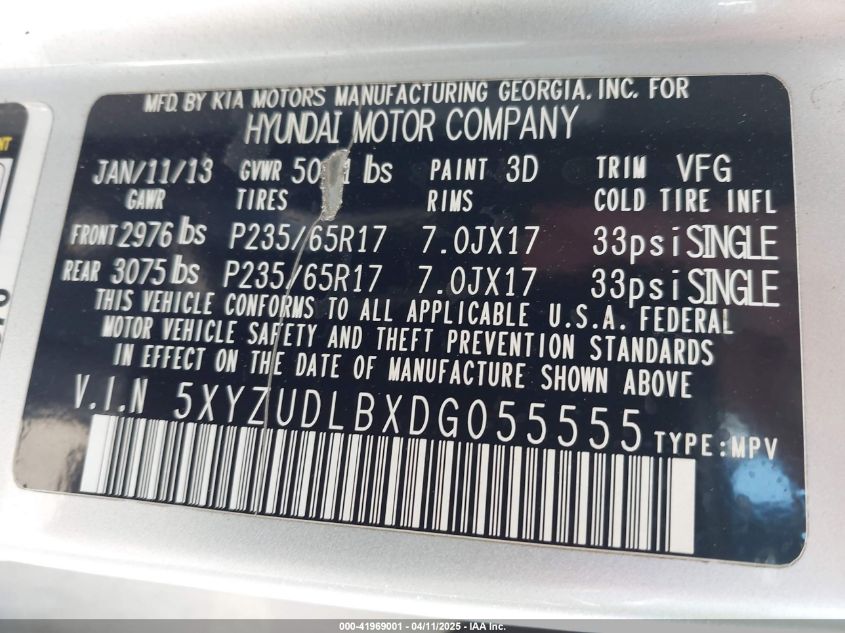 MFD. BY KIA MOTORS MANUFACTURING GEORGIA, INC. FOR
HYUNDAI MOTOR COMPANY
JAN/11/13 GVWR lbs PAINT 3D TRIM VFG
GAWR TIRES RIMS COLD TIRE INFL
FRONT 2976 lbs P235/65R17 7.0JX17 33psi SINGLE
REAR 3075 lbs P235/65R17 7.0JX17 33psi SINGLE
THIS VEHICLE CONFORMS TO ALL APPLICABLE U.S.A. FEDERAL
MOTOR VEHICLE SAFETY AND THEFT PREVENTION STANDARDS
IN EFFECT ON THE DATE OF MANUFACTURE SHOWN ABOVE
V.I.N 5XYZUDLBXDG055555 TYPE:MPV
000-41969001 - 04/11/2025 - IAA Inc.